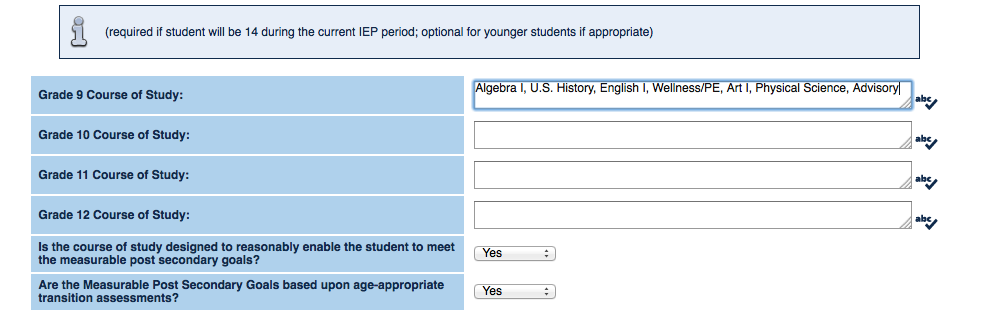 (required if student will be 14 during the current IEP period; optional for younger students if appropriate)
Grade 9 Course of Study:
Algebra I, U.S. History, English I, Wellness/PE, Art I, Physical Science, Advisory
abc
Grade 10 Course of Study:
abc
Grade 11 Course of Study:
abc
Grade 12 Course of Study:
abc
Is the course of study designed to reasonably enable the student to meet
the measurable post secondary goals?
Yes
Are the Measurable Post Secondary Goals based upon age-appropriate
transition assessments?
Yes